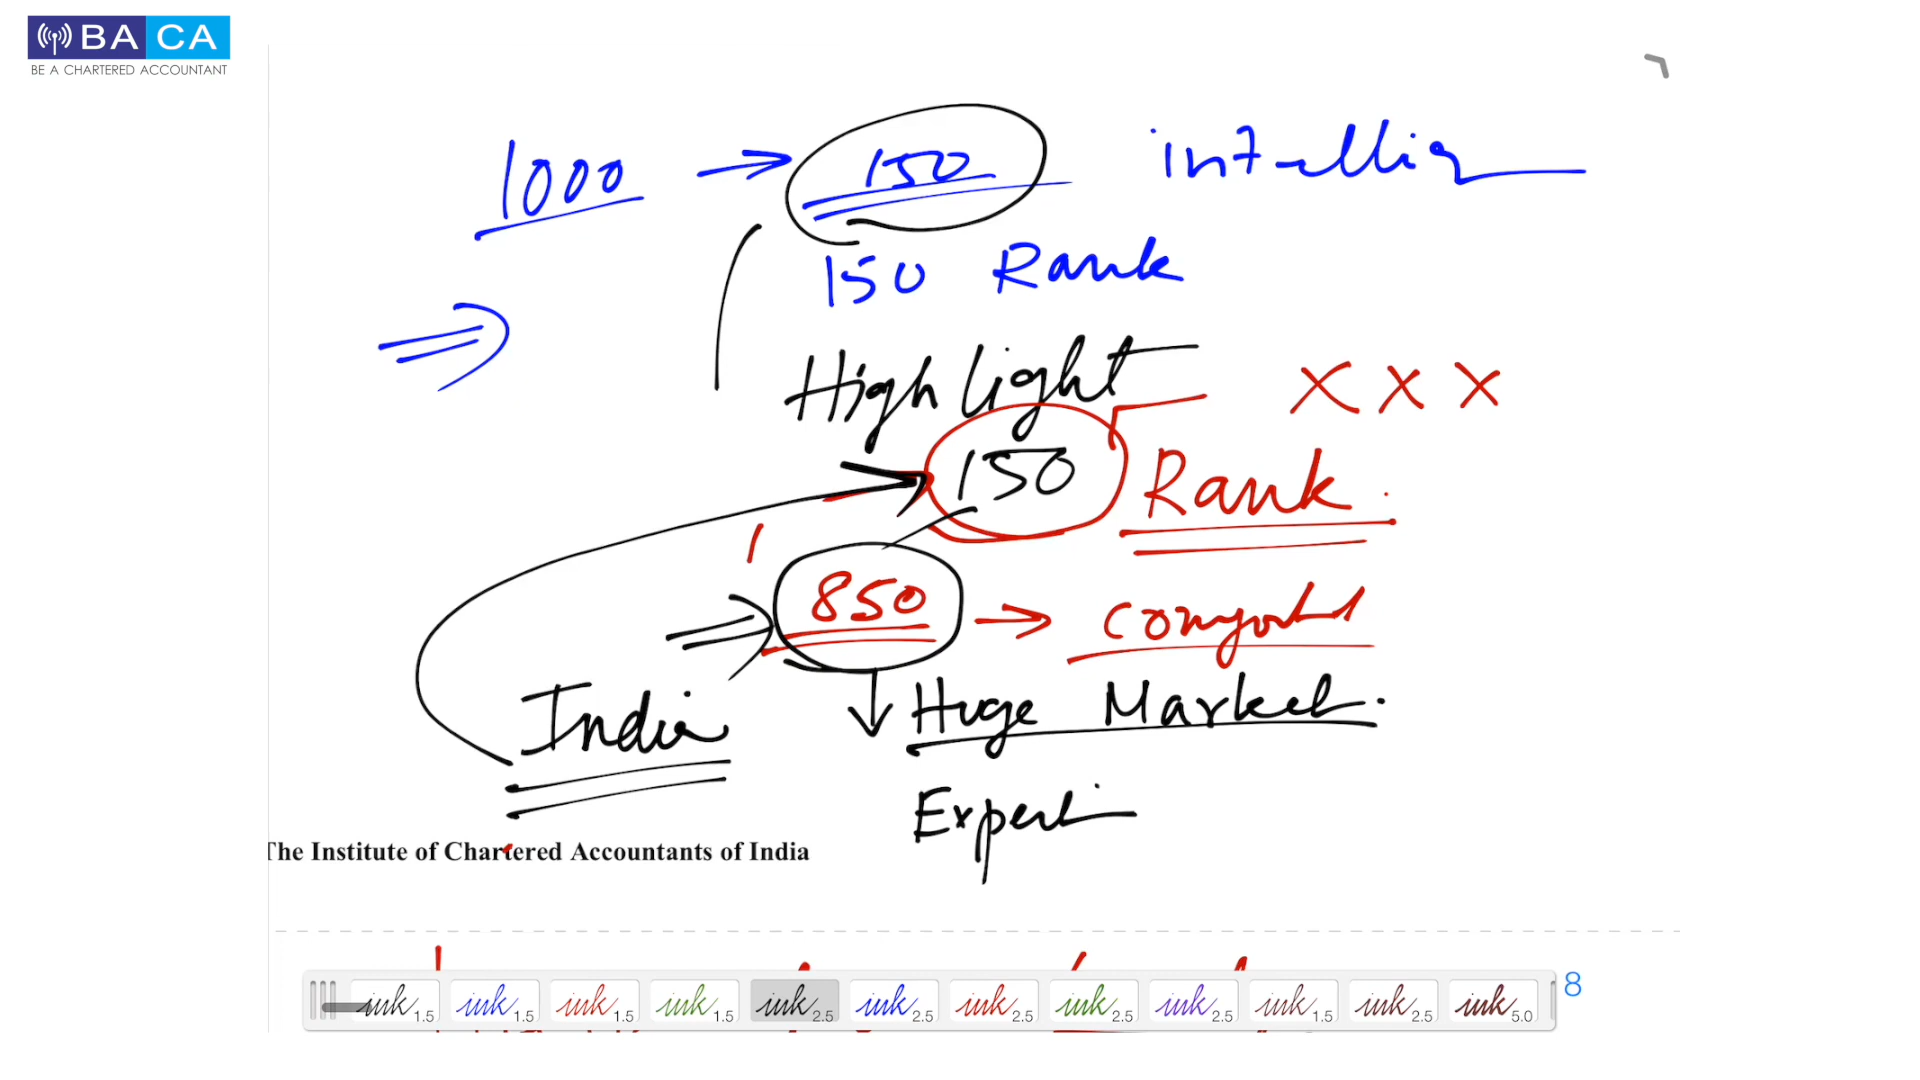 BA CA
BE A CHARTERED ACCOUNTANT
1000 → 150
150 Rank
Highlight
X X X
150 Rank
850 →
India
Huge Market.
The Institute of Chartered Accountants of India
ink 1.5 ink 1.5 ink 1.5 ink 1.5 ink 2.5 ink 2.5 ink 2.5 ink 2.5 ink 2.5 ink 1.5 ink 2.5 ink 5.0
8